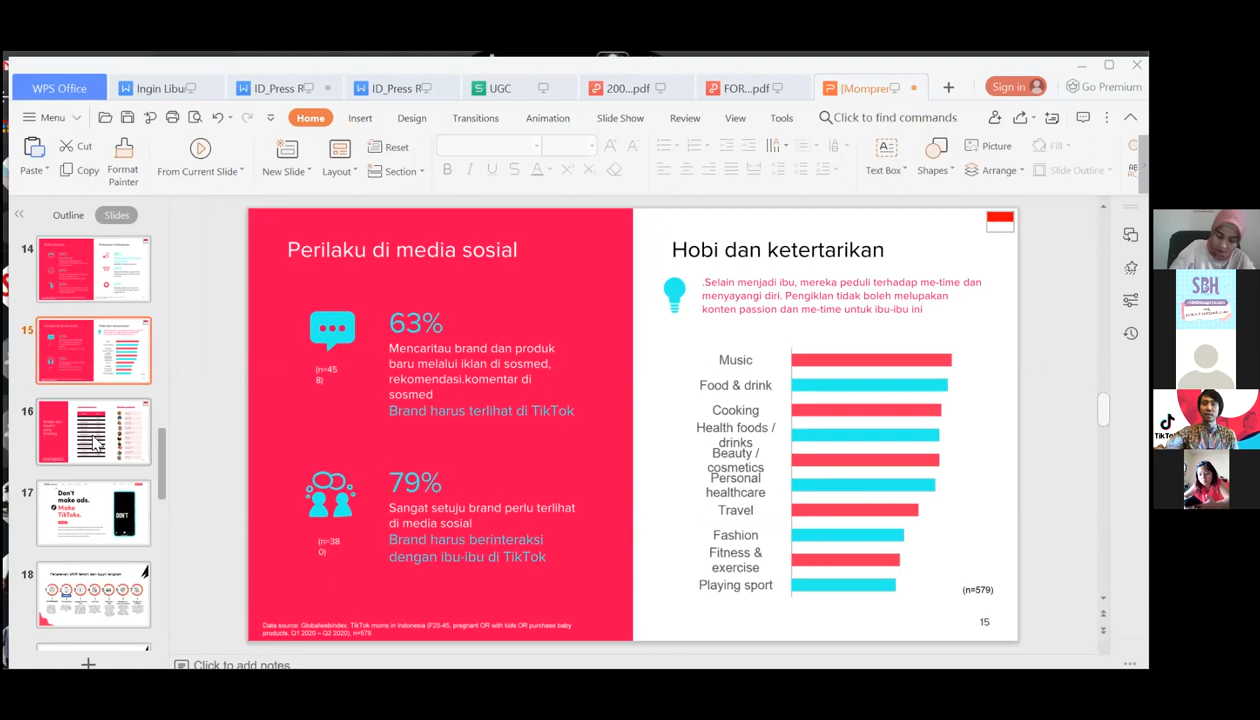 WPS Office
Ingin Libu
ID_Press R
ID_Press R
UGC
200...pdf
FOR...pdf
[Mompren
Sign in
Go Premium
Menu
Home
Insert
Design
Transitions
Animation
Slide Show
Review
View
Tools
Click to find commands
Paste
Cut
Copy
Format
Painter
From Current Slide
New Slide
Layout
Reset
Section
B I U S A
Text Box
Shapes
Picture
Arrange
Fill
Slide Outline
Outline
Slides
14
15
16
17
Don't
make ads.
Make
TikToks.
DON'T
18
Perilaku di media sosial
63%
(n=45
8)
Mencaritau brand dan produk
baru melalui iklan di sosmed,
rekomendasi.komentar di
sosmed
Brand harus terlihat di TikTok
79%
(n=38
0)
Sangat setuju brand perlu terlihat
di media sosial
Brand harus berinteraksi
dengan ibu-ibu di TikTok
Data source: Globalwebindex, TikTok moms in Indonesia (F25-45, pregnant OR with kids OR purchase baby
products, Q1 2020 – Q2 2020), n=579
Hobi dan ketertarikan
.Selain menjadi ibu, mereka peduli terhadap me-time dan
menyayangi diri. Pengiklan tidak boleh melupakan
konten passion dan me-time untuk ibu-ibu ini
Music
Food & drink
Cooking
Health foods /
drinks
Beauty /
cosmetics
Personal
healthcare
Travel
Fashion
Fitness &
exercise
Playing sport
(n=579)
15
Click to add notes
SBH
TikTok